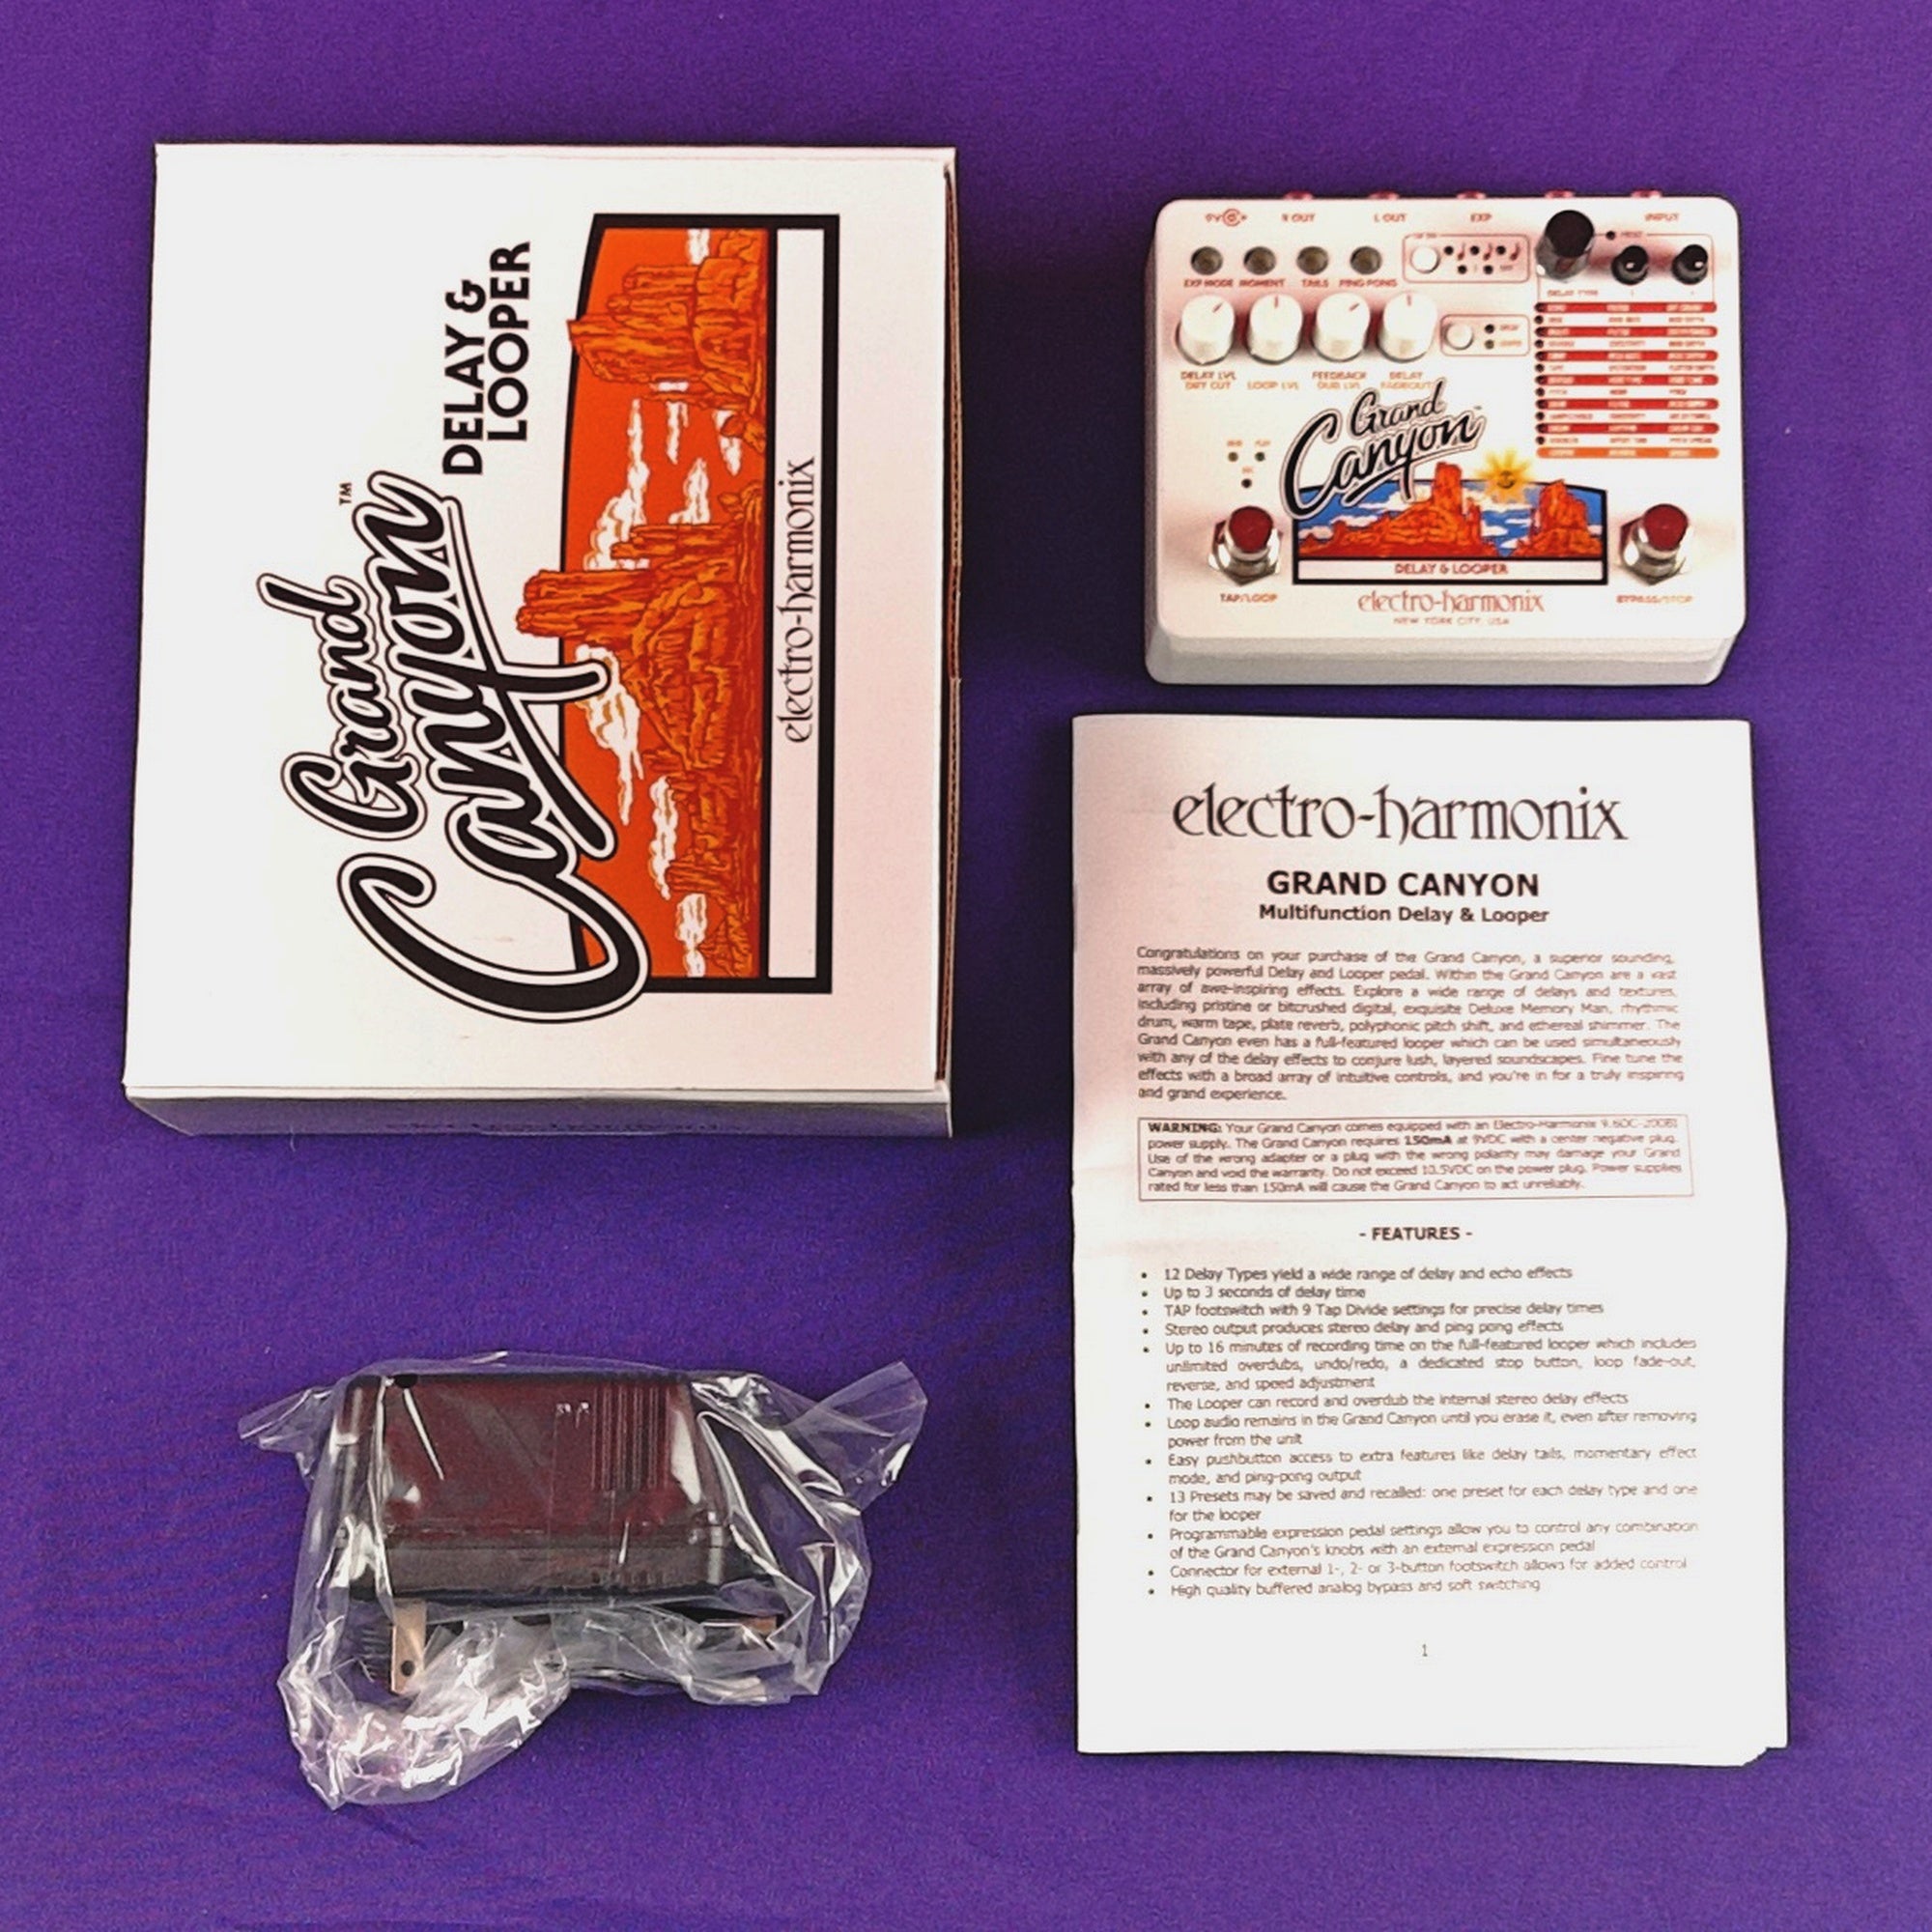 Grand
Canyon™
DELAY &
LOOPER
electro-harmonix
9V
R OUT
L OUT
EXP
INPUT
EXP MODE
MOMENT
TAILS
PING PONG
DELAY TYPE
DELAY LVL
DRY CUT
LOOP LVL
FEEDBACK
DUB LVL
DELAY
Grand
Canyon
DELAY & LOOPER
TAP/LOOP
BYPASS/STOP
electro-harmonix
NEW YORK CITY, USA
electro-harmonix
GRAND CANYON
Multifunction Delay & Looper
Congratulations on your purchase of the Grand Canyon, a superior sounding,
massively powerful Delay and Looper pedal. Within the Grand Canyon are a vast
array of awe-inspiring effects. Explore a wide range of delays and textures,
including pristine or bitcrushed digital, exquisite Deluxe Memory Man, rhythmic
drum, warm tape, plate reverb, polyphonic pitch shift, and ethereal shimmer. The
Grand Canyon even has a full-featured looper which can be used simultaneously
with any of the delay effects to conjure lush, layered soundscapes. Fine tune the
effects with a broad array of intuitive controls, and you're in for a truly inspiring
and grand experience.
WARNING: Your Grand Canyon comes equipped with an Electro-Harmonix
power supply. The Grand Canyon requires 150mA at 9VDC with a center negative plug.
Use of the wrong adapter or a plug with the wrong polarity may damage your Grand
Canyon and void the warranty. Do not exceed 10.5VDC on the power plug. Power supplies
rated for less than 150mA will cause the Grand Canyon to act unreliably.
- FEATURES -
• 12 Delay Types yield a wide range of delay and echo effects
• Up to 3 seconds of delay time
• TAP footswitch with 9 Tap Divide settings for precise delay times
• Stereo output produces stereo delay and ping pong effects
• Up to 16 minutes of recording time on the full-featured looper which includes
unlimited overdubs, undo/redo, a dedicated stop button, loop fade-out,
reverse, and speed adjustment
• The Looper can record and overdub the internal stereo delay effects
• Loop audio remains in the Grand Canyon until you erase it, even after removing
power from the unit
• Easy pushbutton access to extra features like delay tails, momentary effect
mode, and ping-pong output
• 13 Presets may be saved and recalled: one preset for each delay type and one
for the looper
• Programmable expression pedal settings allow you to control any combination
of the Grand Canyon's knobs with an external expression pedal
• Connector for external 1-, 2- or 3-button footswitch allows for added control
• High quality buffered analog bypass and soft switching
1